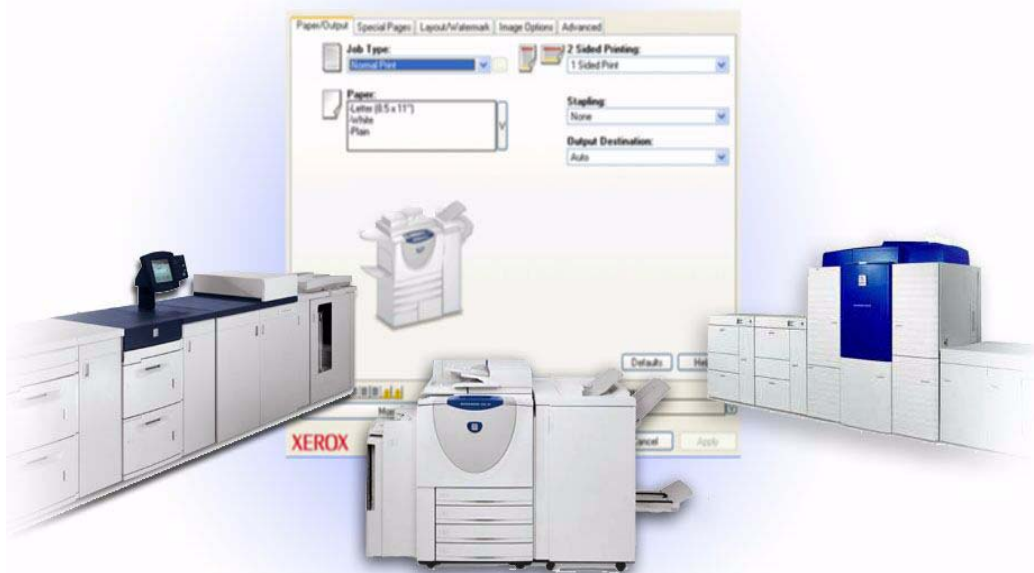 Paper/Output Special Pages Layout/Watermark Image Options Advanced
Job Type:
Normal Print
2 Sided Printing:
1 Sided Print
Paper:
-Letter (8.5 x 11")
-White
-Plain
Stapling:
None
Output Destination:
Auto
Defaults
XEROX
Apply